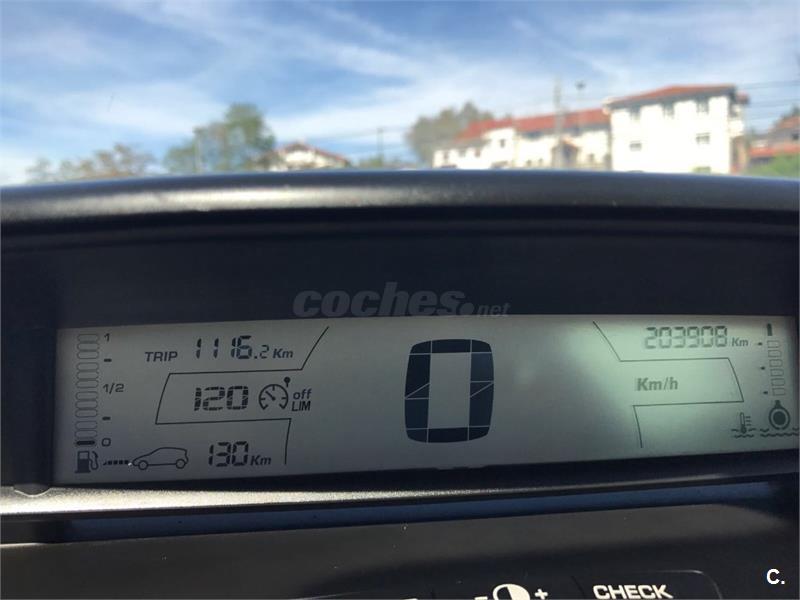 coches.net
1
TRIP 1116.2 Km
203908 Km
1/2
120 off
LIM
Km/h
0
0
130 Km
- + CHECK
C.